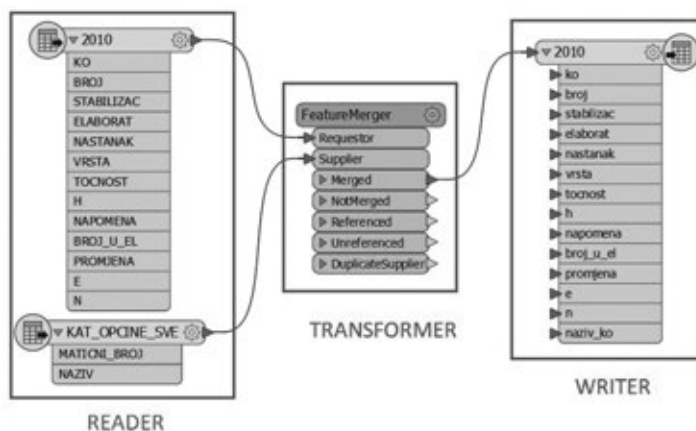 2010
KO
BROJ
STABILIZAC
ELABORAT
NASTANAK
VRSTA
TOCNOST
H
NAPOMENA
BROJ_U_EL
PROMJENA
E
N
KAT_OPCINE_SVE
MATICNI_BROJ
NAZIV
READER
FeatureMerger
Requestor
Supplier
Merged
NotMerged
Referenced
Unreferenced
DuplicateSupplier
TRANSFORMER
2010
ko
broj
stabilizac
elaborat
nastanak
vrsta
tocnost
h
napomena
broj_u_el
promjena
e
n
naziv_ko
WRITER